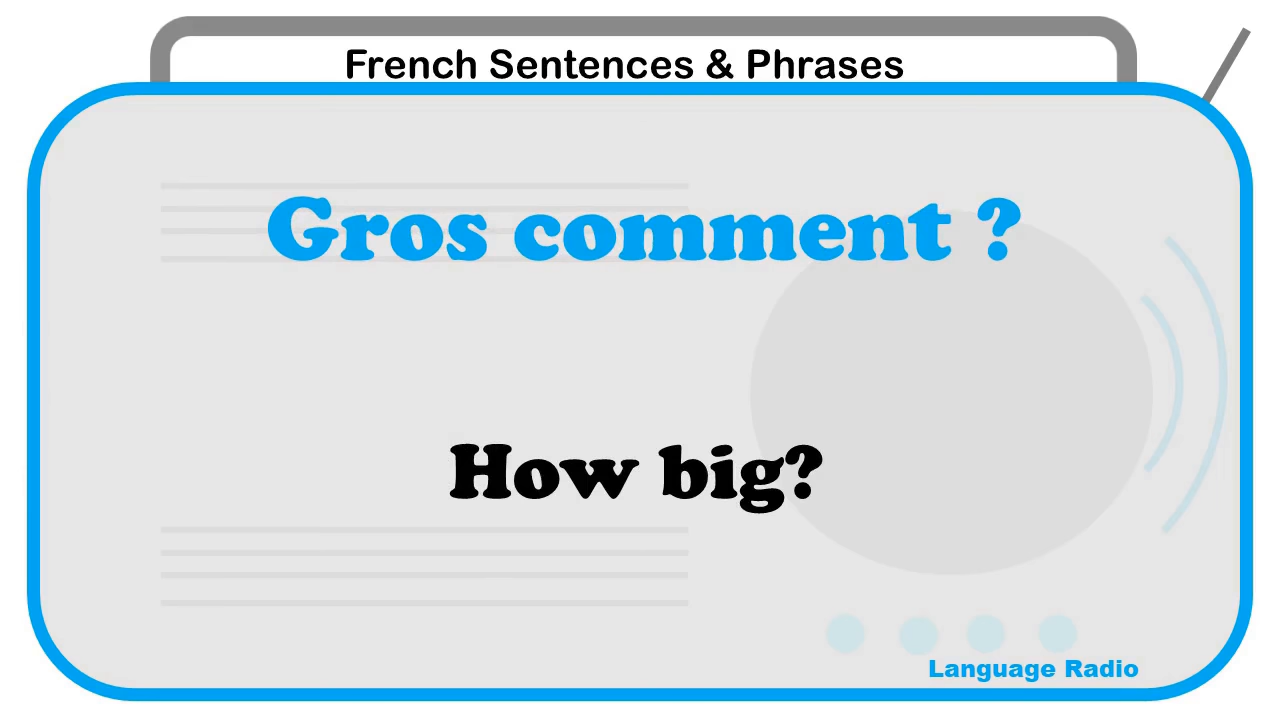 French Sentences & Phrases
Gros comment ?
How big?
Language Radio